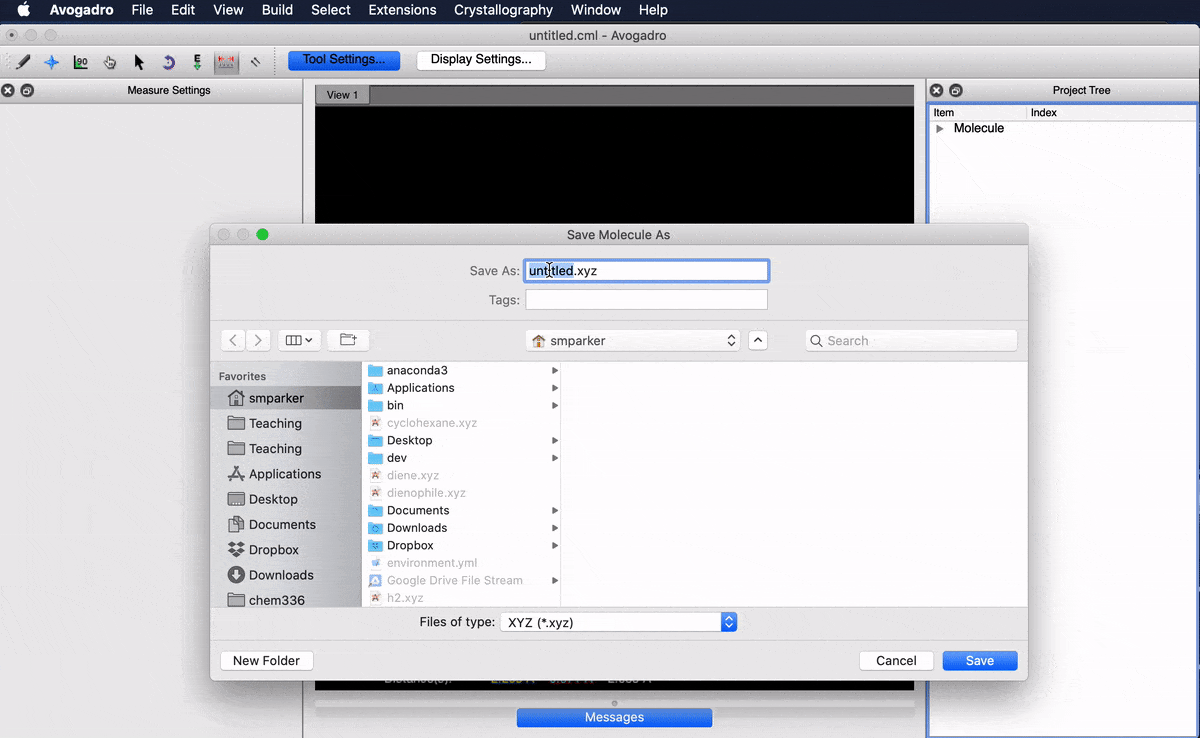 Avogadro File Edit View Build Select Extensions Crystallography Window Help
untitled.cml - Avogadro
Tool Settings... Display Settings...
Measure Settings
View 1
Project Tree
Item Index
Molecule
Save Molecule As
Save As: untitled.xyz
Tags:
smparker
Search
Favorites
smparker
Teaching
Teaching
Applications
Desktop
Documents
Dropbox
Downloads
chem336
anaconda3
Applications
bin
cyclohexane.xyz
Desktop
dev
diene.xyz
dienophile.xyz
Documents
Downloads
Dropbox
environment.yml
Google Drive File Stream
h2.xyz
Files of type: XYZ (*.xyz)
New Folder Cancel Save
Messages